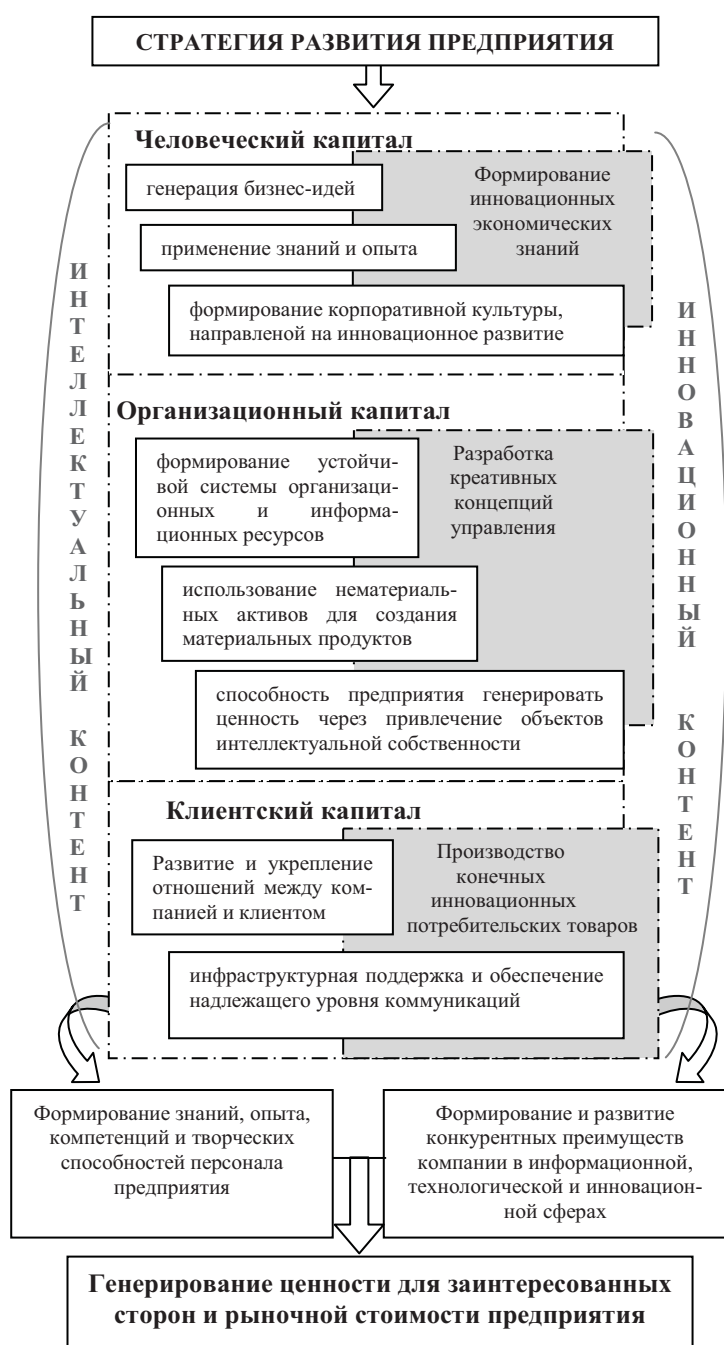 СТРАТЕГИЯ РАЗВИТИЯ ПРЕДПРИЯТИЯ
Человеческий капитал
генерация бизнес-идей
применение знаний и опыта
формирование корпоративной культуры,
направленой на инновационное развитие
Формирование
инновационных
экономических
знаний
Организационный капитал
формирование устойчи-
вой системы организаци-
онных и информа-
ционных ресурсов
использование нематериаль-
ных активов для создания
материальных продуктов
способность предприятия генерировать
ценность через привлечение объектов
интеллектуальной собственности
Разработка
креативных
концепций
управления
Клиентский капитал
Развитие и укрепление
отношений между ком-
панией и клиентом
инфраструктурная поддержка и обеспечение
надлежащего уровня коммуникаций
Производство
конечных
инновационных
потребительских товаров
ИНТЕЛЛЕКТУАЛЬНЫЙ КОНТЕНТ
ИННОВАЦИОННЫЙ КОНТЕНТ
Формирование знаний, опыта,
компетенций и творческих
способностей персонала
предприятия
Формирование и развитие
конкурентных преимуществ
компании в информационной,
технологической и инновацион-
ной сферах
Генерирование ценности для заинтересованных
сторон и рыночной стоимости предприятия